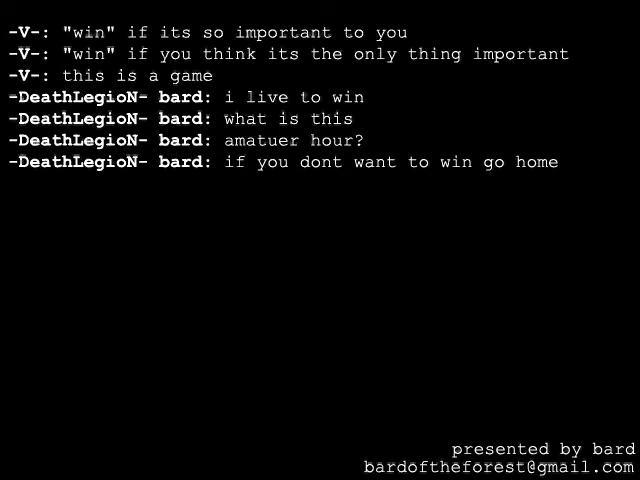 -V-: "win" if its so important to you
-V-: "win" if you think its the only thing important
-V-: this is a game
-DeathLegioN- bard: i live to win
-DeathLegioN- bard: what is this
-DeathLegioN- bard: amatuer hour?
-DeathLegioN- bard: if you dont want to win go home
presented by bard
bardoftheforest@gmail.com